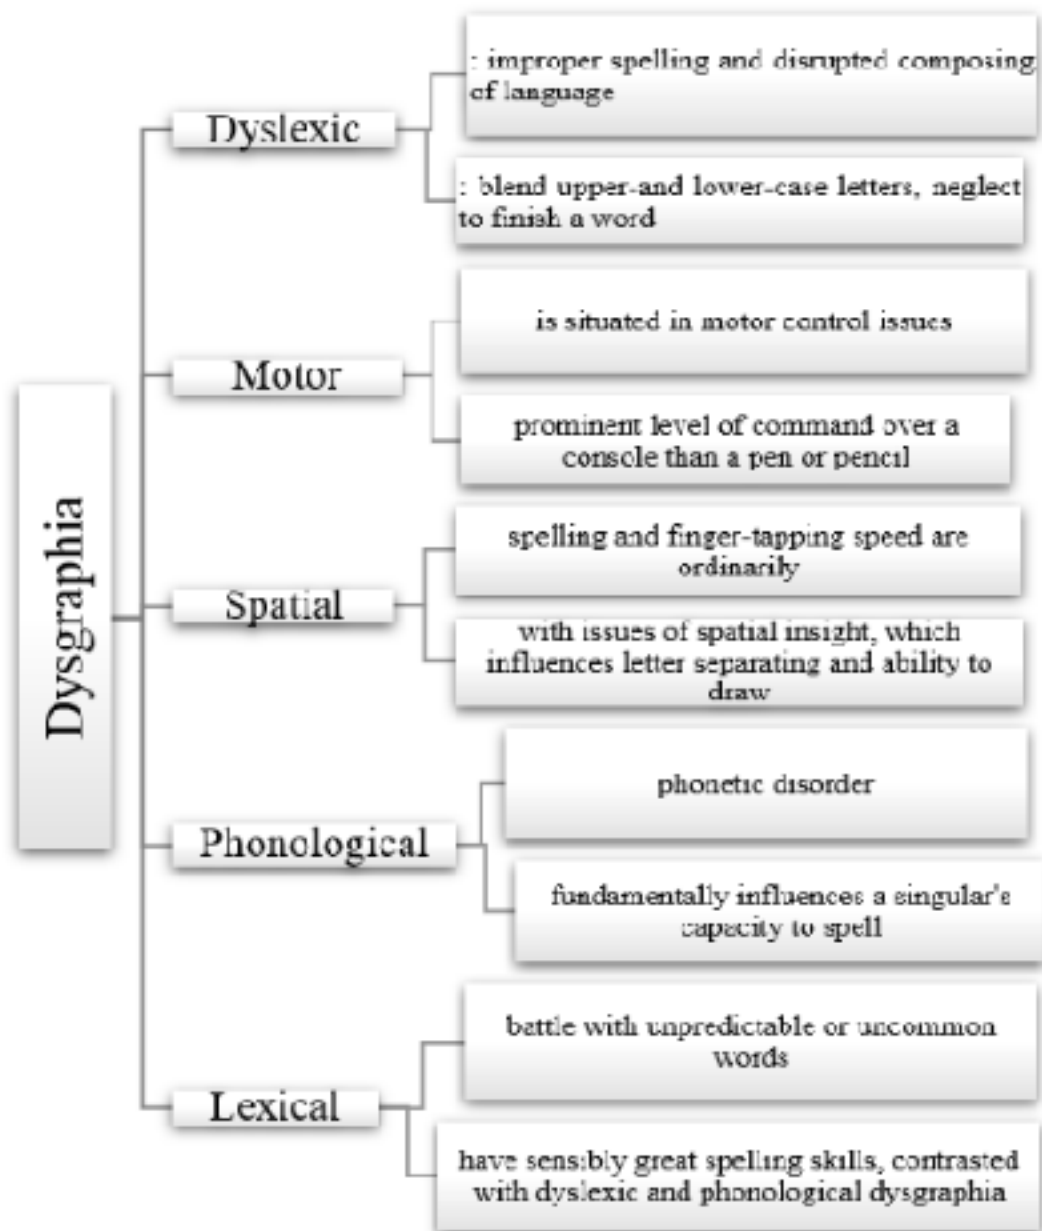 Dysgraphia
Dyslexic
: improper spelling and disrupted composing
of language
: blend upper-and lower-case letters, neglect
to finish a word
Motor
is situated in motor control issues
prominent level of command over a
console than a pen or pencil
Spatial
spelling and finger-tapping speed are
ordinarily
with issues of spatial insight, which
influences letter separating and ability to
draw
Phonological
phonetic disorder
fundamentally influences a singular's
capacity to spell
Lexical
battle with unpredictable or uncommon
words
have sensibly great spelling skills, contrasted
with dyslexic and phonological dysgraphia